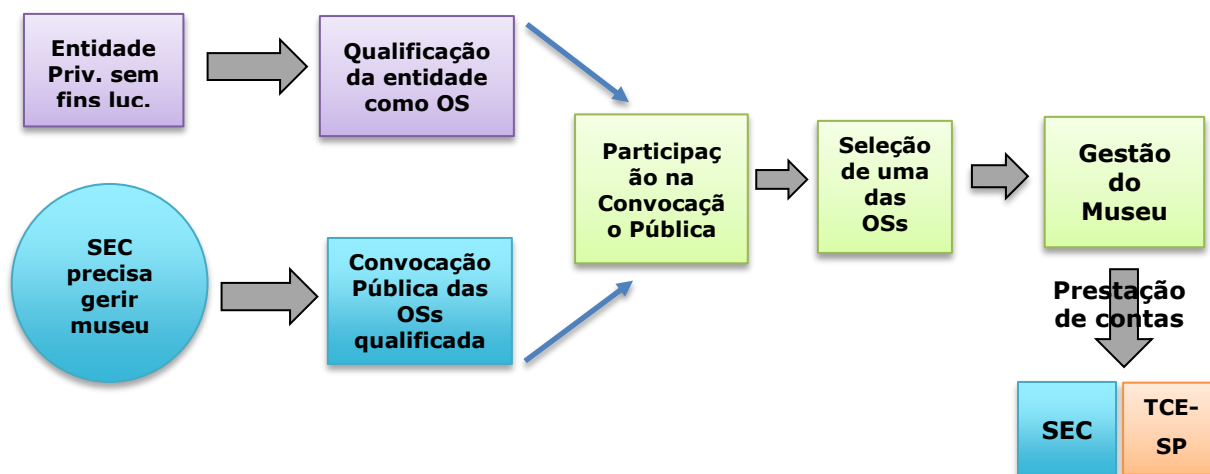 Entidade
Priv. sem
fins luc.
Qualificação
da entidade
como OS
SEC
precisa
gerir
museu
Convocação
Pública das
OSs
qualificada
Participaç
ão na
Convocaçã
o Pública
Seleção
de uma
das
OSs
Gestão
do
Museu
Prestação
de contas
SEC
TCE-
SP